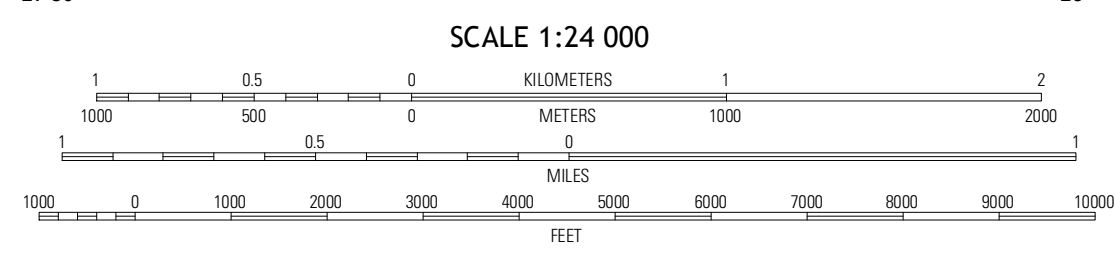 SCALE 1:24 000
1 0.5 0 KILOMETERS 1 2
1000 500 0 METERS 1000 2000
1 0.5 0 1
MILES
1000 0 1000 2000 3000 4000 5000 6000 7000 8000 9000 10000
FEET